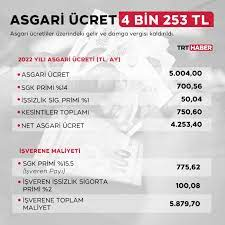 ASGARİ ÜCRET 4 BİN 253 TL
Asgari ücretliler üzerindeki gelir ve damga vergisi kaldırıldı.
TRT HABER
2022 YILI ASGARİ ÜCRETİ (TL/AY)
ASGARİ ÜCRET 5.004,00
SGK PRİMİ %14 700,56
İŞSİZLİK SİG. PRİMİ %1 50,04
KESİNTİLER TOPLAMI 750,60
NET ASGARİ ÜCRET 4.253,40
İŞVERENE MALİYETİ
SGK PRİMİ %15.5
(İşveren Payı) 775,62
İŞVEREN İŞSİZLİK SİGORTA
PRİMİ %2 100,08
İŞVERENE TOPLAM
MALİYET 5.879,70